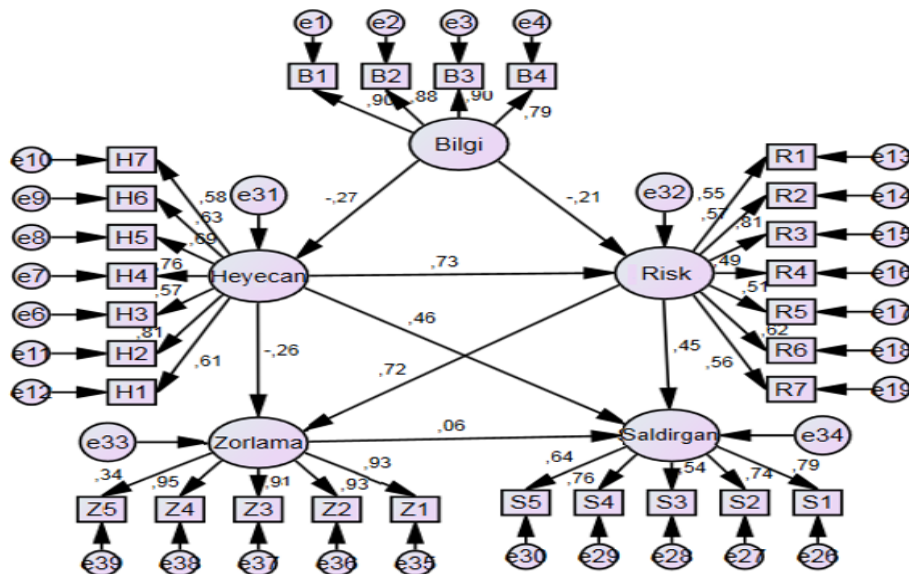 e1 e2 e3 e4
B1 B2 B3 B4
,90 ,88 ,90 ,79
Bilgi
e10 H7 R1 e13
e9 H6 e31 -,27 -,21 e32 R2 e14
,58 ,63 ,69 ,76 ,57 ,81 ,61
,55 ,57 ,81 ,49 ,51 ,62 ,56
e8 H5 R3 e15
e7 H4 Heyecan ,73 Risk R4 e16
e6 H3 R5 e17
e11 H2 ,46 ,45 R6 e18
e12 H1 -,26 ,72 R7 e19
e33 Zorlama ,06 Saldirgan e34
,34 ,95 ,91 ,93 ,93 ,64 ,76 ,54 ,74 ,79
Z5 Z4 Z3 Z2 Z1 S5 S4 S3 S2 S1
e39 e38 e37 e36 e35 e30 e29 e28 e27 e26